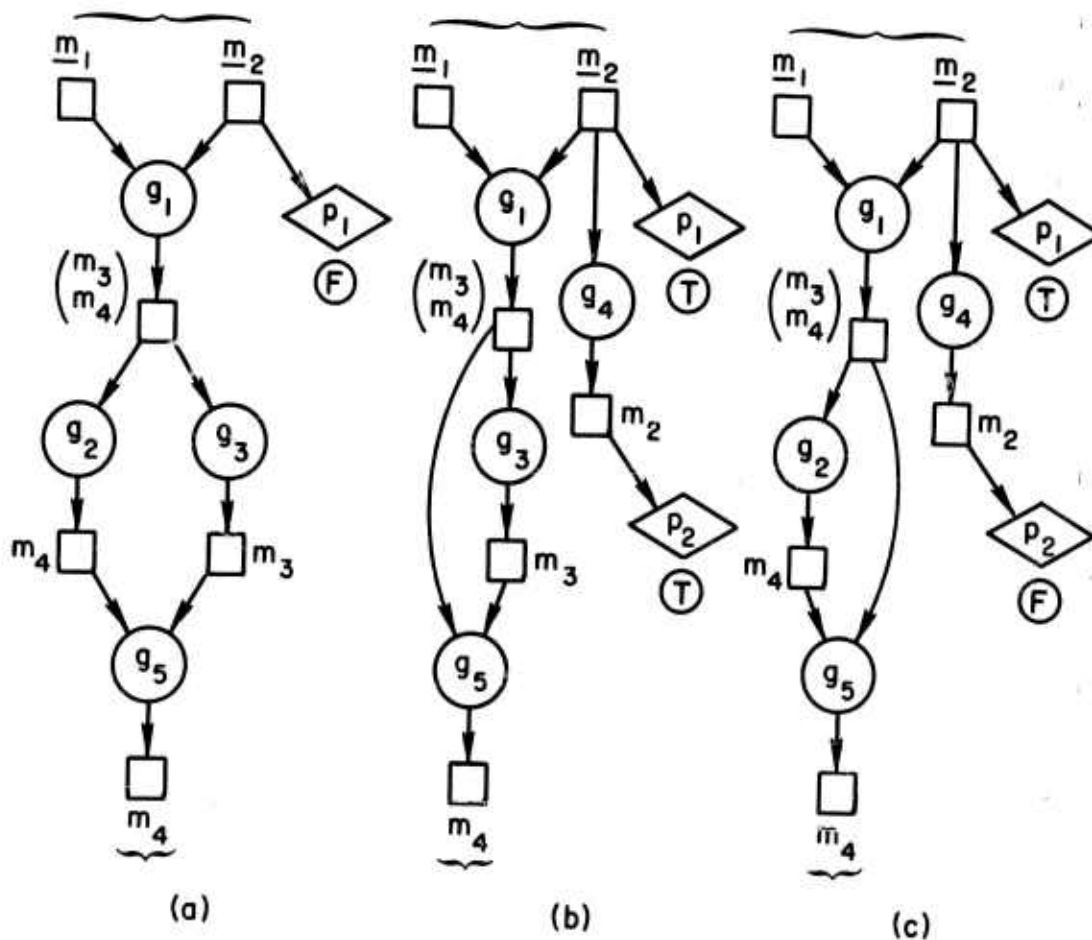 m₁ m₂
g₁
p₁
F
(m₃
m₄)
g₂ g₃
m₄ m₃
g₅
m₄
(a)
m₁ m₂
g₁
p₁
T
(m₃
m₄)
g₄
m₂
g₃
p₂
m₃
T
g₅
m₄
(b)
m₁ m₂
g₁
p₁
T
(m₃
m₄)
g₄
g₂
m₂
p₂
m₄
F
g₅
m₄
(c)